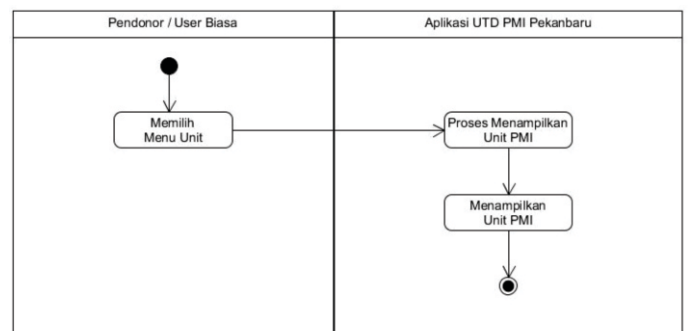 Pendonor / User Biasa
Aplikasi UTD PMI Pekanbaru
Memilih
Menu Unit
Proses Menampilkan
Unit PMI
Menampilkan
Unit PMI